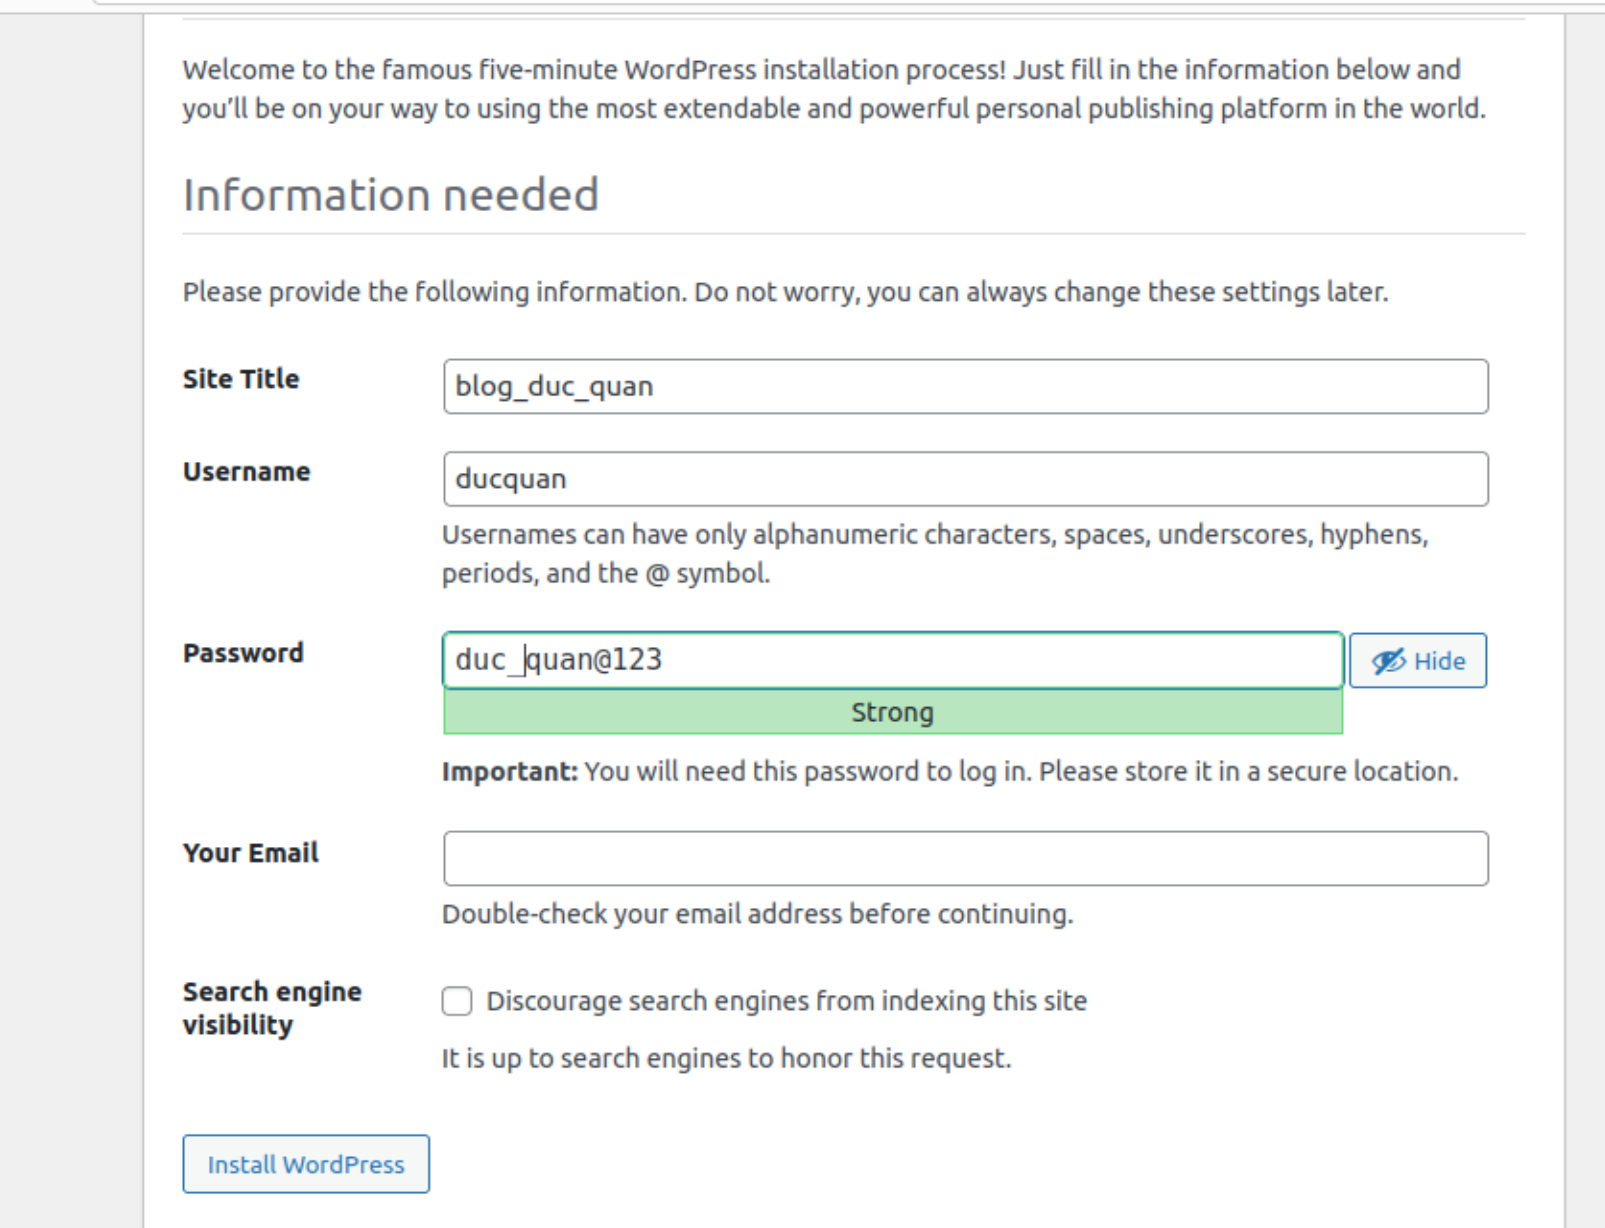 Welcome to the famous five-minute WordPress installation process! Just fill in the information below and
you’ll be on your way to using the most extendable and powerful personal publishing platform in the world.
Information needed
Please provide the following information. Do not worry, you can always change these settings later.
Site Title
blog_duc_quan
Username
ducquan
Usernames can have only alphanumeric characters, spaces, underscores, hyphens,
periods, and the @ symbol.
Password
duc_quan@123
Hide
Strong
Important: You will need this password to log in. Please store it in a secure location.
Your Email
Double-check your email address before continuing.
Search engine
visibility
Discourage search engines from indexing this site
It is up to search engines to honor this request.
Install WordPress